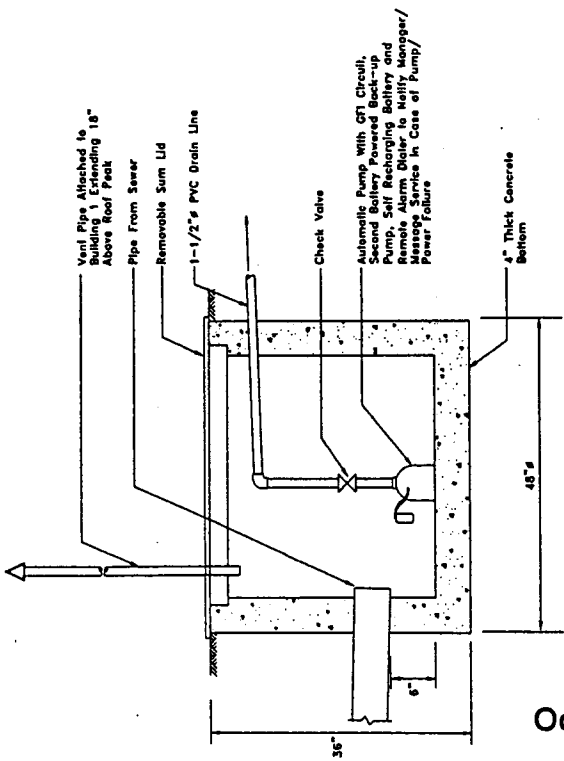 Vent Pipe Attached to
Building 1 Extending 18"
Above Roof Peak
Pipe From Sewer
Removable Sum Lid
1-1/2"ø PVC Drain Line
Check Valve
Automatic Pump With GFI Circuit,
Second Battery Powered Back-up
Pump, Self Recharging Battery and
Remote Alarm Dialer to Notify Manager/
Message Service in Case of Pump/
Power Failure
4" Thick Concrete
Bottom
48"ø
6"
36"